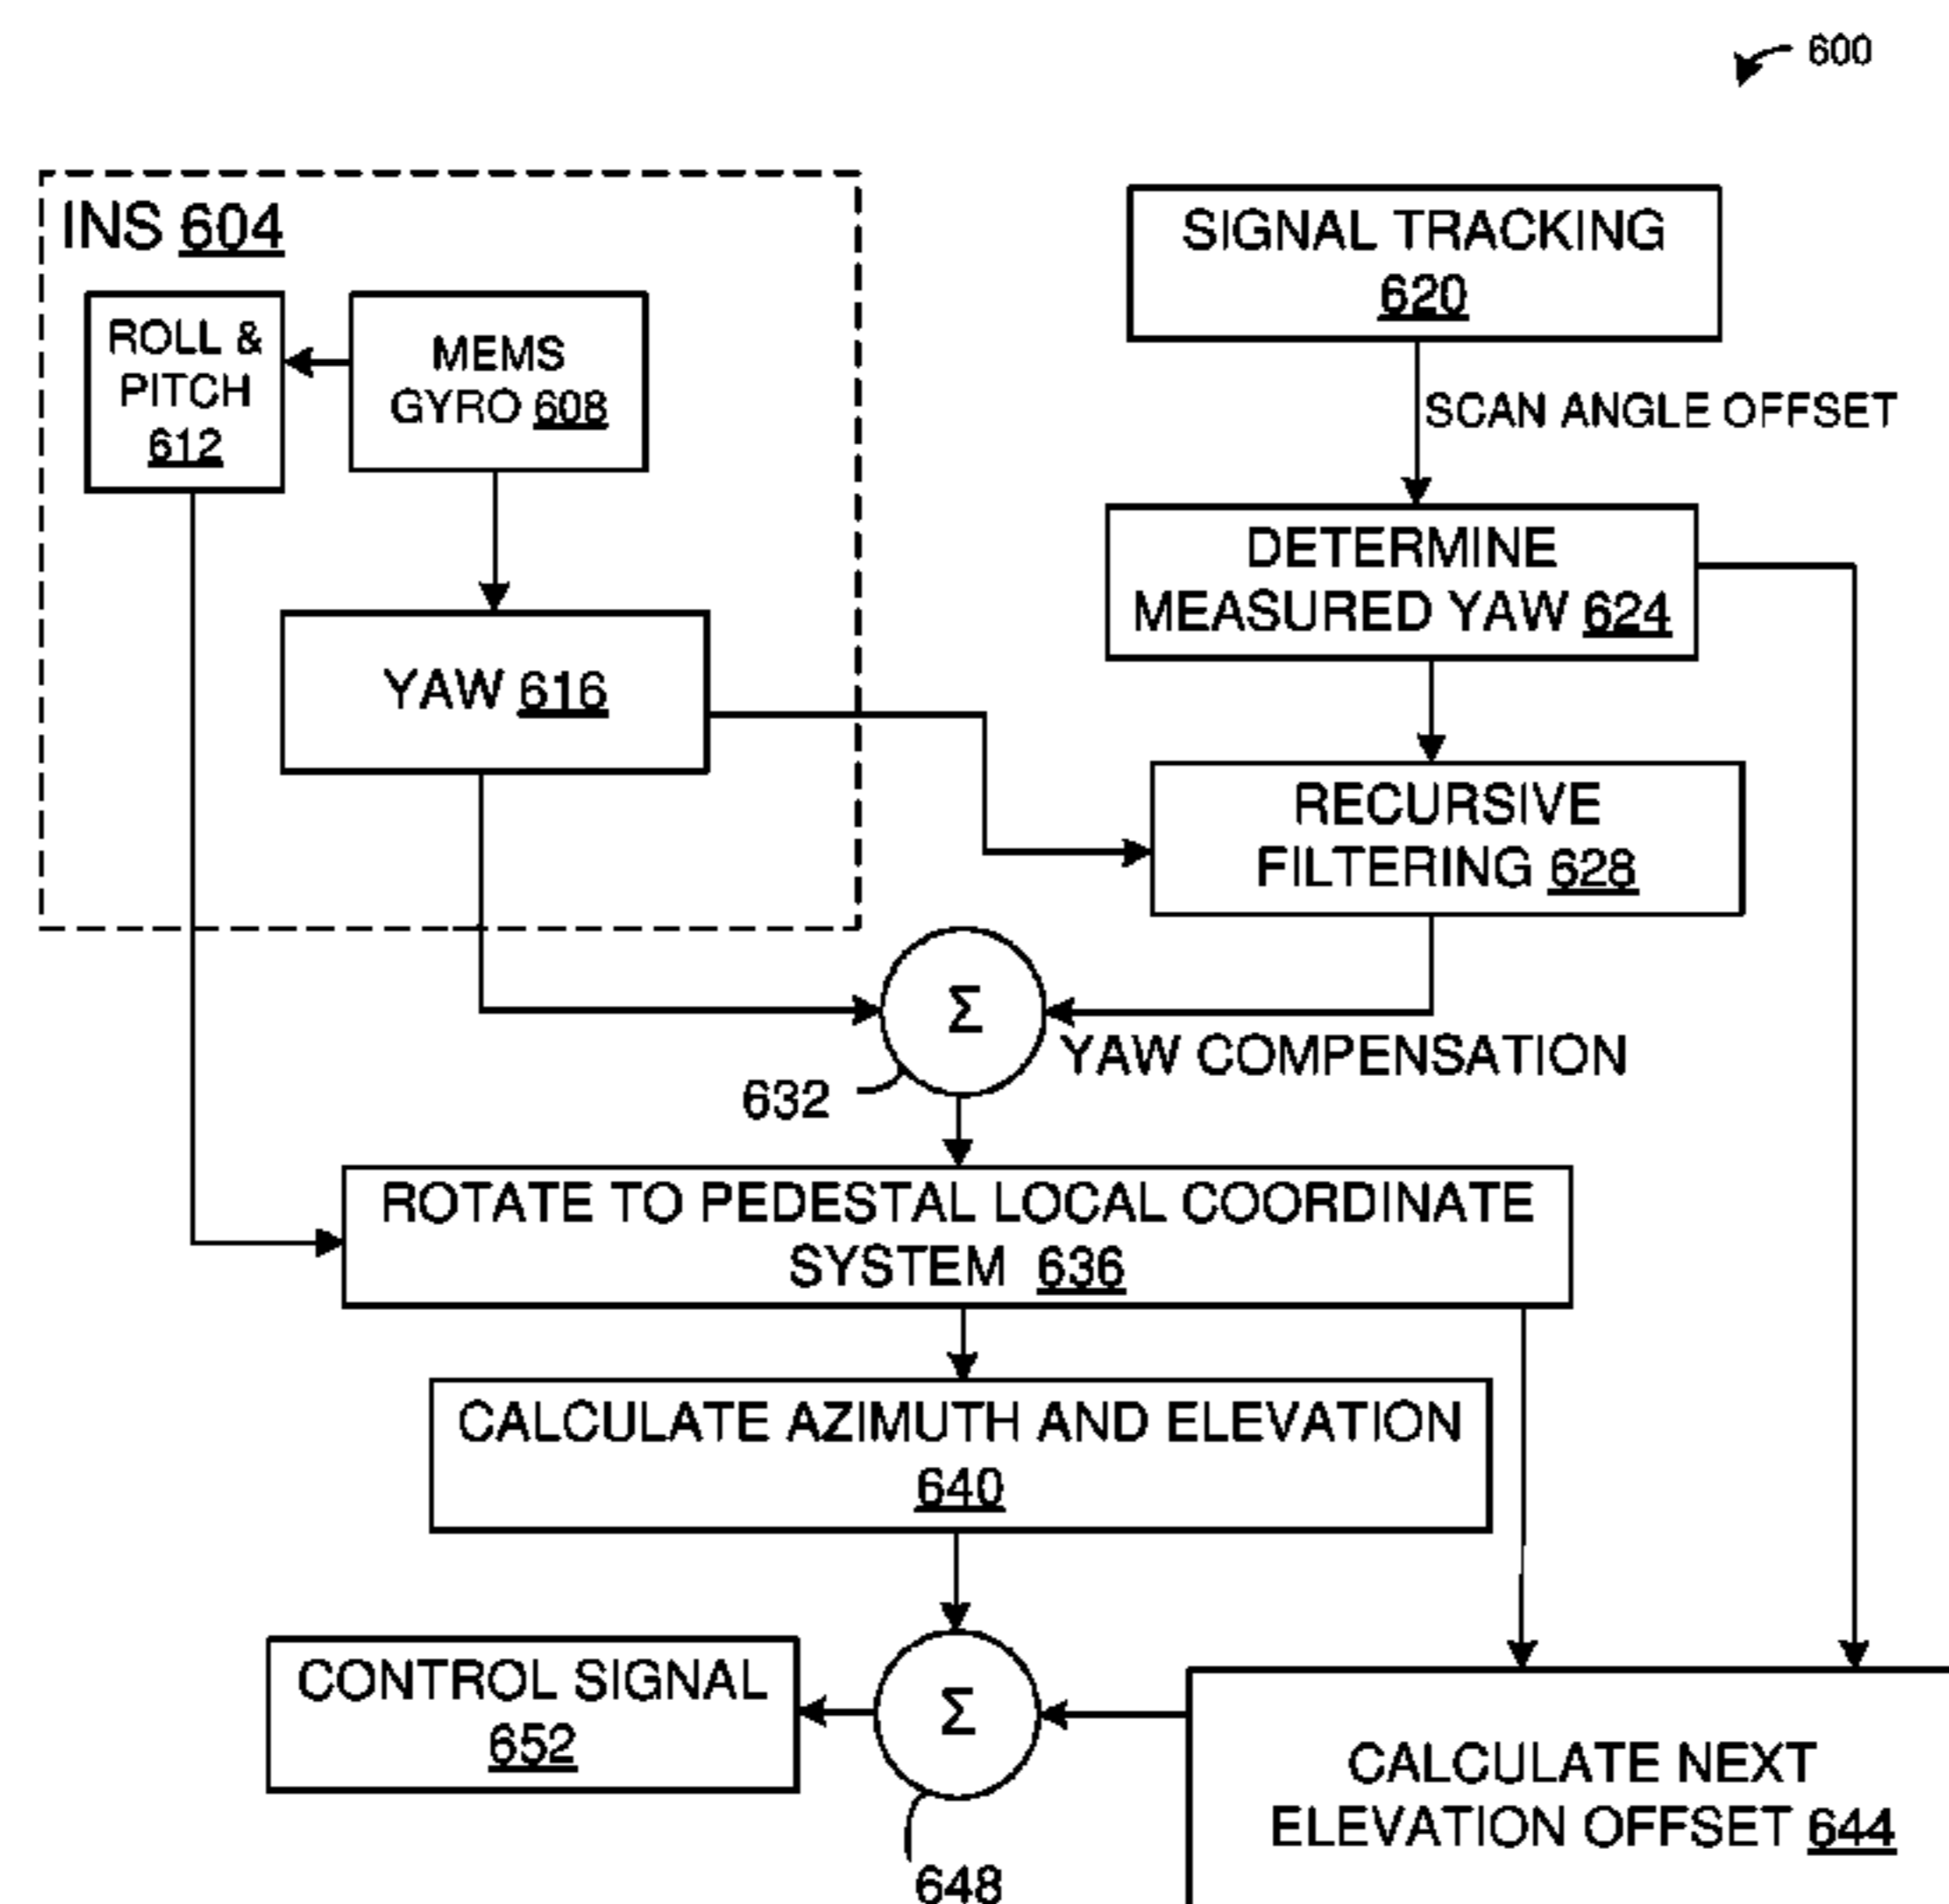 600
INS 604
ROLL &
PITCH
612
MEMS
GYRO 608
YAW 616
SIGNAL TRACKING
620
SCAN ANGLE OFFSET
DETERMINE
MEASURED YAW 624
RECURSIVE
FILTERING 628
Σ
632
YAW COMPENSATION
ROTATE TO PEDESTAL LOCAL COORDINATE
SYSTEM 636
CALCULATE AZIMUTH AND ELEVATION
640
CONTROL SIGNAL
652
Σ
648
CALCULATE NEXT
ELEVATION OFFSET 644